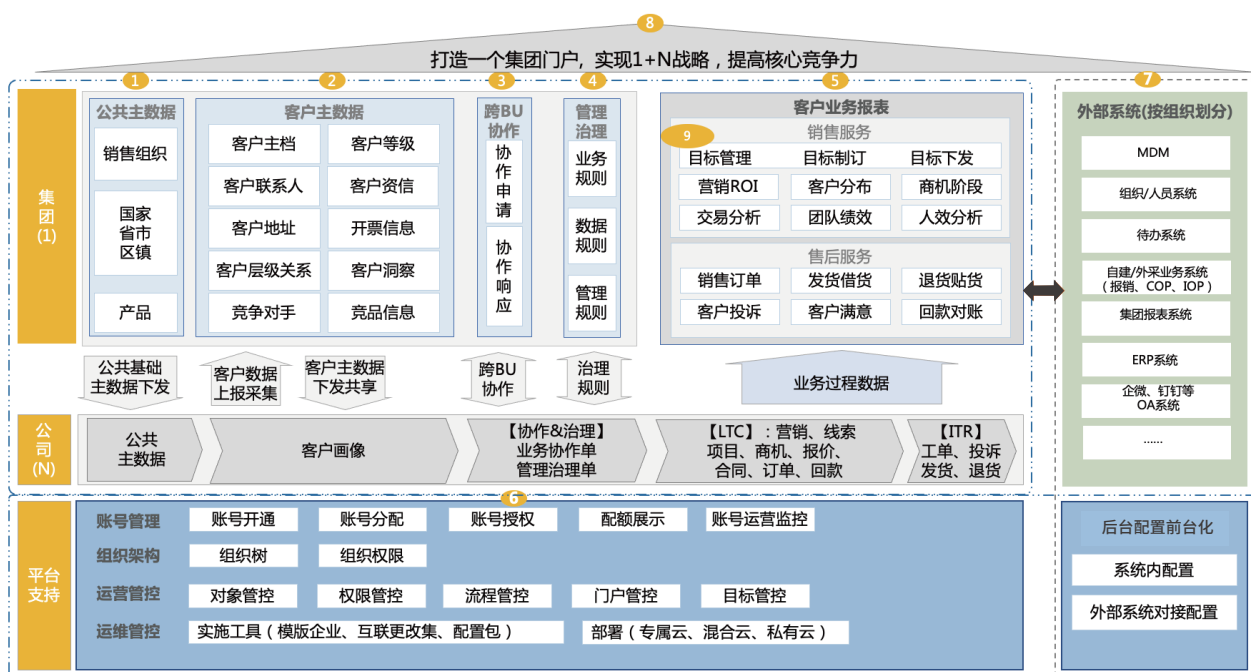 8
打造一个集团门户，实现1+N战略，提高核心竞争力
集团
(1)
1
公共主数据
销售组织
国家
省市
区镇
产品
2
客户主数据
客户主档
客户等级
客户联系人
客户资信
客户地址
开票信息
客户层级关系
客户洞察
竞争对手
竞品信息
3
跨BU
协作
协作申请
协作响应
4
管理
治理
业务
规则
数据
规则
管理
规则
5
客户业务报表
销售服务
9
目标管理
目标制订
目标下发
营销ROI
客户分布
商机阶段
交易分析
团队绩效
人效分析
售后服务
销售订单
发货借货
退货贴货
客户投诉
客户满意
回款对账
7
外部系统(按组织划分)
MDM
组织/人员系统
待办系统
自建/外采业务系统
（报销、COP、IOP）
集团报表系统
ERP系统
企微、钉钉等
OA系统
……
公共基础
主数据下发
客户数据
上报采集
客户主数据
下发共享
跨BU
协作
治理
规则
业务过程数据
公司
(N)
公共
主数据
客户画像
【协作&治理】
业务协作单
管理治理单
【LTC】：营销、线索
项目、商机、报价、
合同、订单、回款
【ITR】
工单、投诉
发货、退货
平台
支持
6
账号管理
账号开通
账号分配
账号授权
配额展示
账号运营监控
组织架构
组织树
组织权限
运营管控
对象管控
权限管控
流程管控
门户管控
目标管控
运维管控
实施工具（模版企业、互联更改集、配置包）
部署（专属云、混合云、私有云）
后台配置前台化
系统内配置
外部系统对接配置